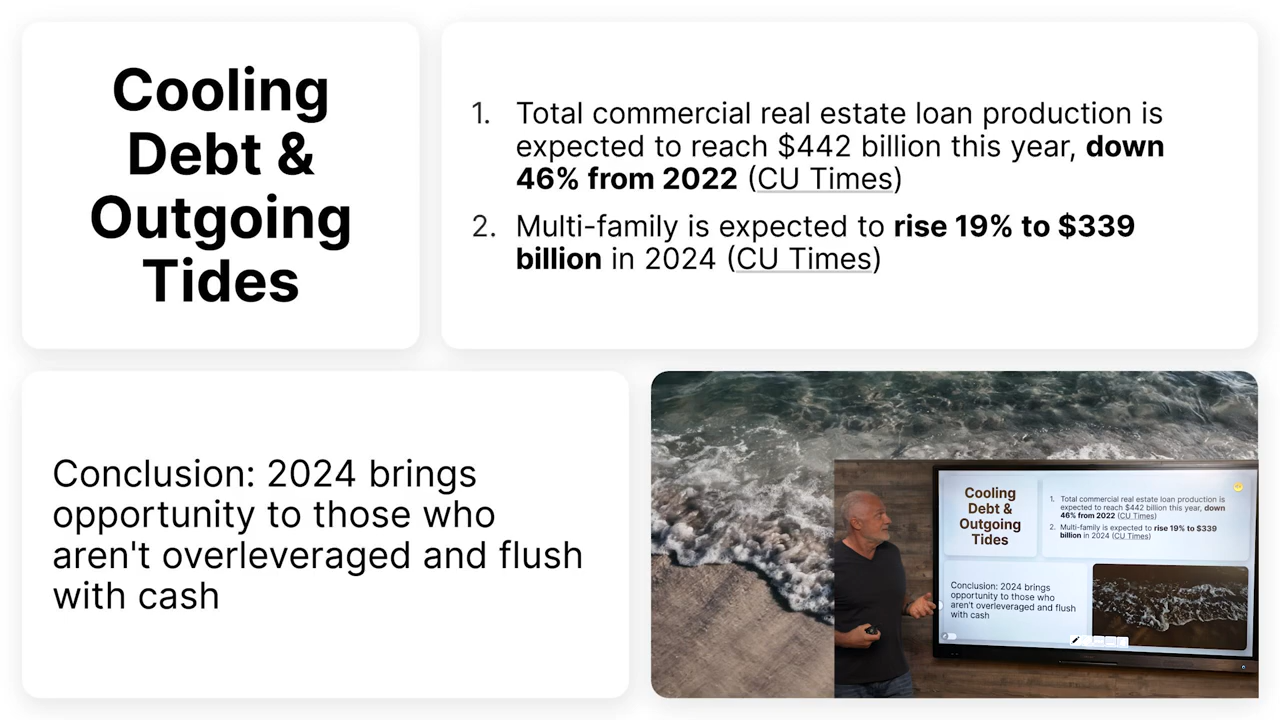 Cooling
Debt &
Outgoing
Tides
1. Total commercial real estate loan production is
expected to reach $442 billion this year, down
46% from 2022 (CU Times)
2. Multi-family is expected to rise 19% to $339
billion in 2024 (CU Times)
Conclusion: 2024 brings
opportunity to those who
aren't overleveraged and flush
with cash
Cooling
Debt &
Outgoing
Tides
1. Total commercial real estate loan production is
expected to reach $442 billion this year, down
46% from 2022 (CU Times)
2. Multi-family is expected to rise 19% to $339
billion in 2024 (CU Times)
Conclusion: 2024 brings
opportunity to those who
aren't overleveraged and flush
with cash